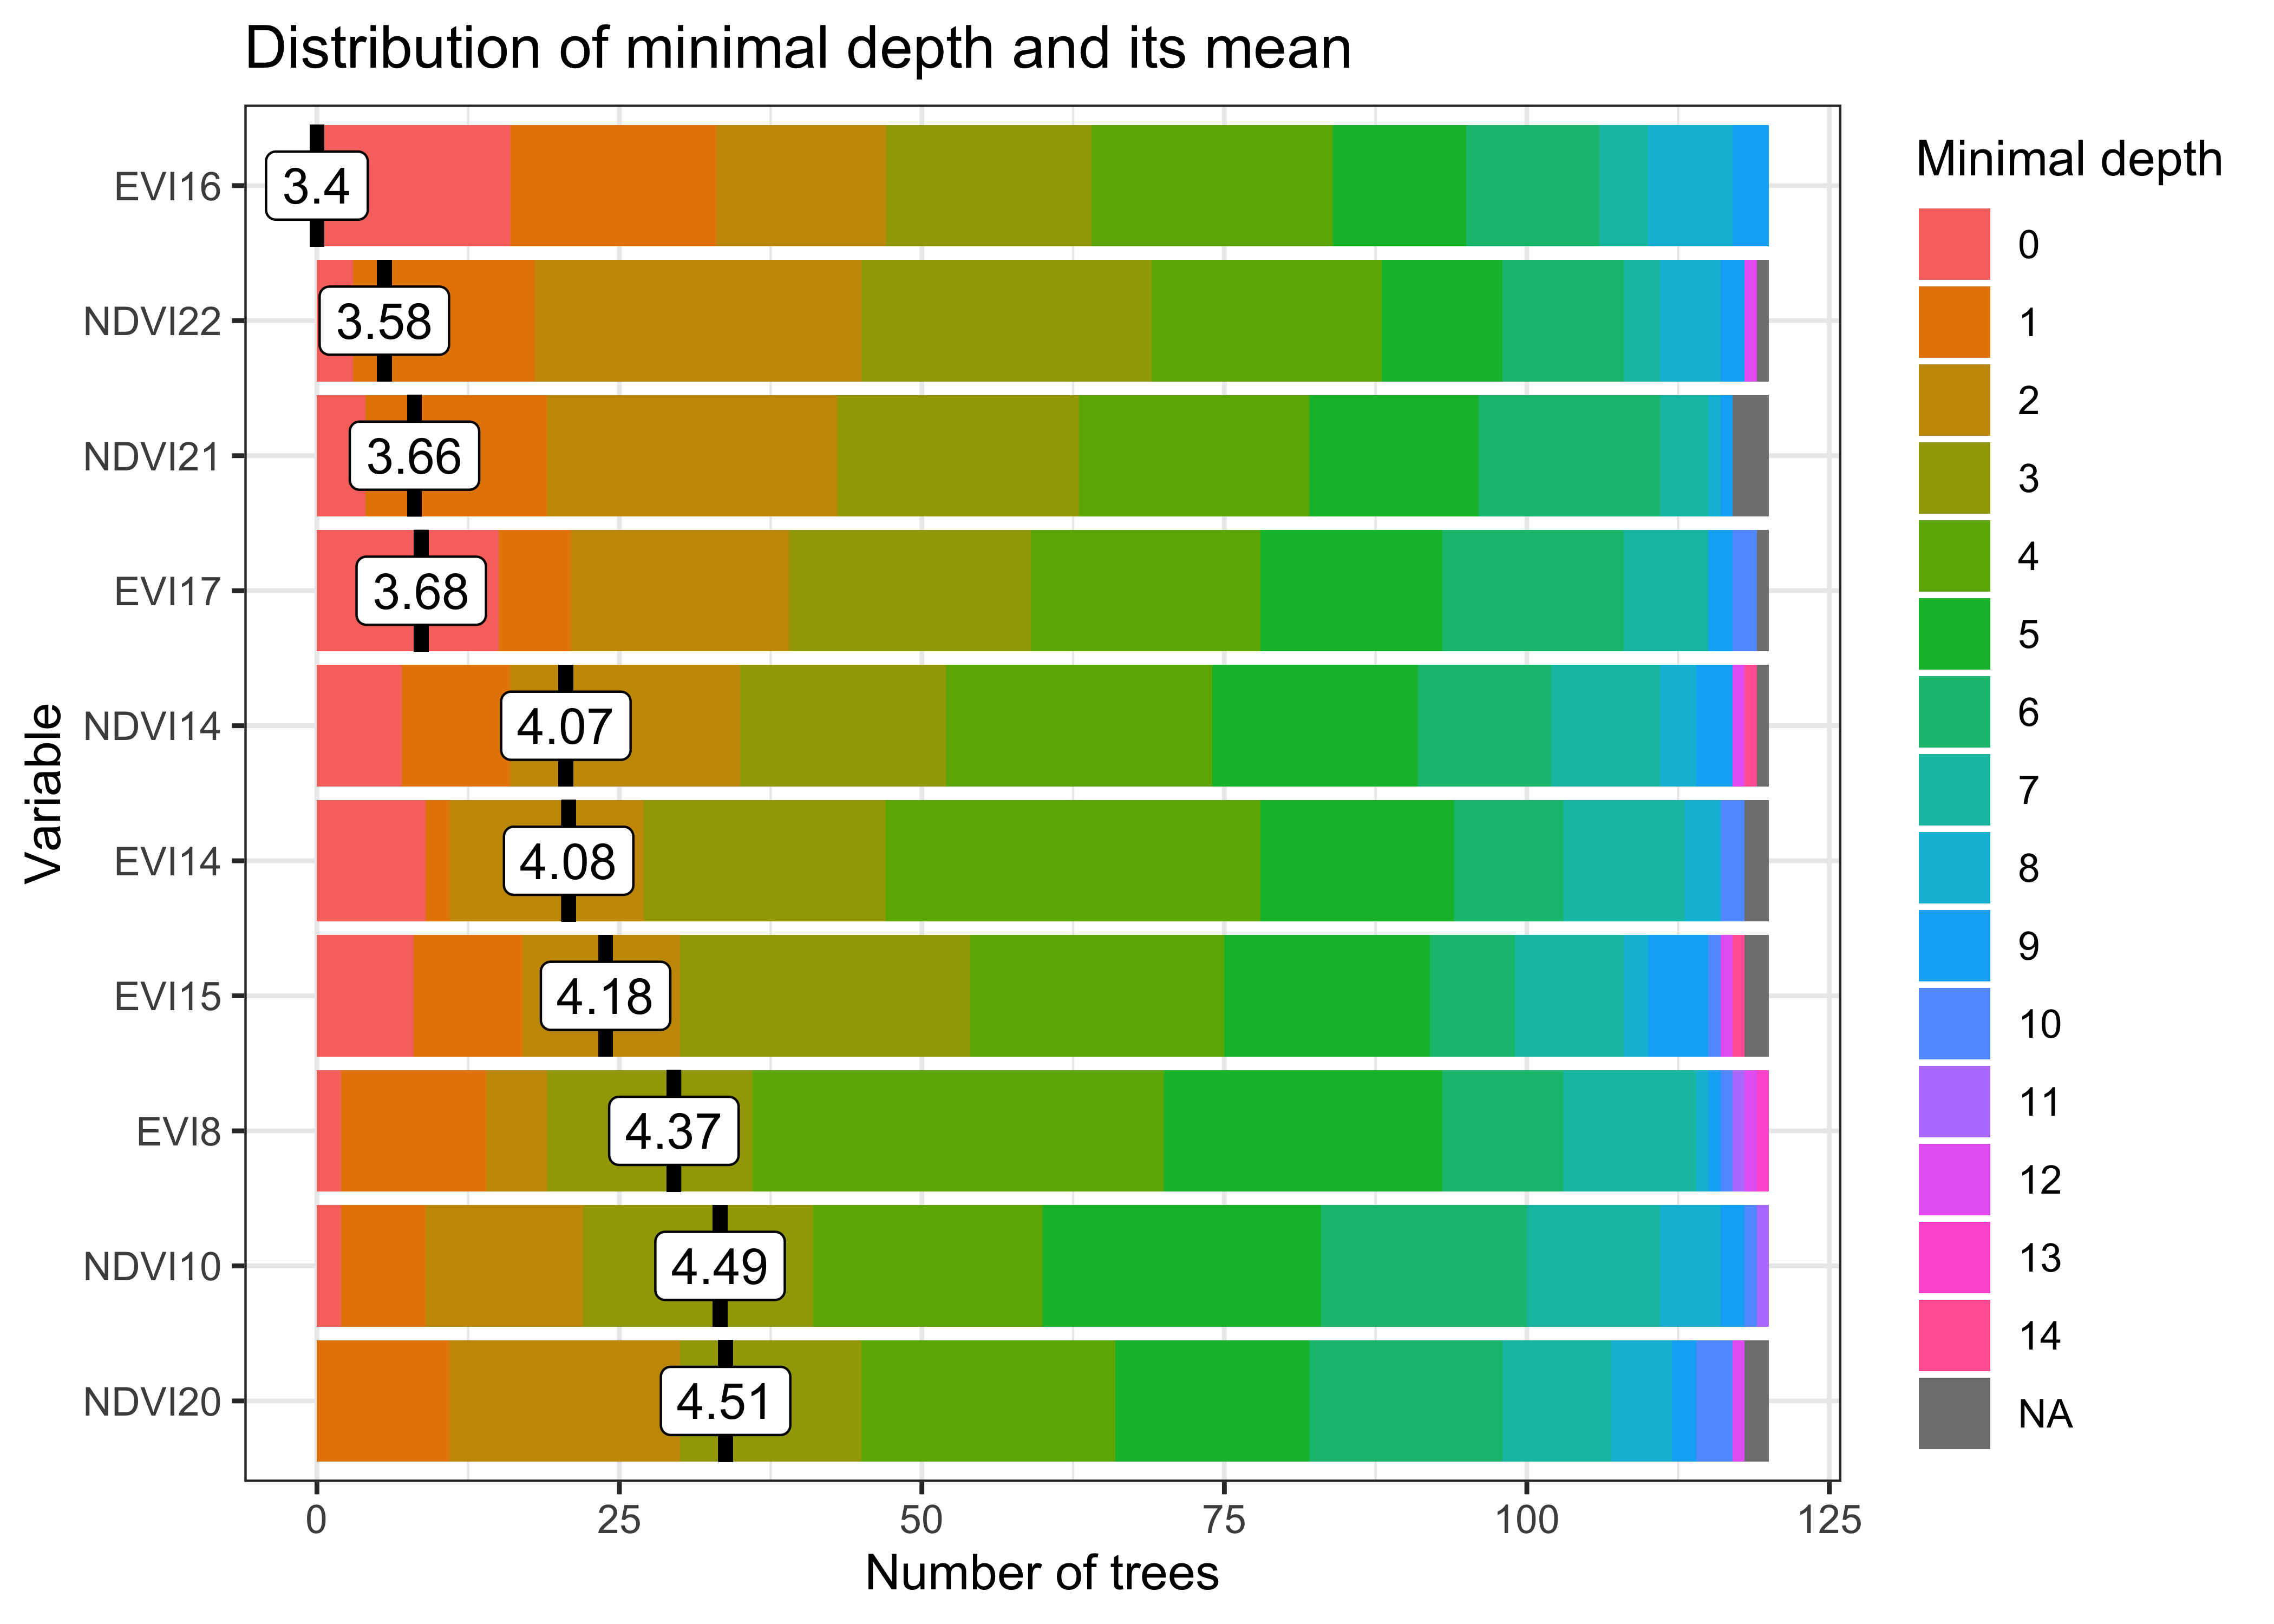 Distribution of minimal depth and its mean
Variable
EVI16
3.4
NDVI22
3.58
NDVI21
3.66
EVI17
3.68
NDVI14
4.07
EVI14
4.08
EVI15
4.18
EVI8
4.37
NDVI10
4.49
NDVI20
4.51
0 25 50 75 100 125
Number of trees
Minimal depth
0
1
2
3
4
5
6
7
8
9
10
11
12
13
14
NA